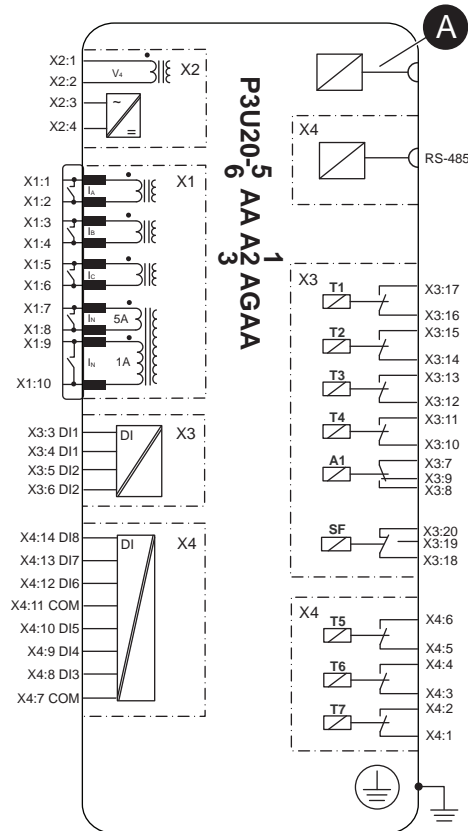 A
X2:1
X2:2
X2:3
X2:4
V4
X2
~
=
X1:1
X1:2
X1:3
X1:4
X1:5
X1:6
X1:7
X1:8
X1:9
X1:10
IA
IB
IC
IN
5A
IN
1A
X1
X3:3 DI1
X3:4 DI1
X3:5 DI2
X3:6 DI2
DI
X3
X4:14 DI8
X4:13 DI7
X4:12 DI6
X4:11 COM
X4:10 DI5
X4:9 DI4
X4:8 DI3
X4:7 COM
DI
X4
P3U20-5 AA A2 1 AGAA
6
3
X4
RS-485
X3
T1
X3:17
X3:16
T2
X3:15
X3:14
T3
X3:13
X3:12
T4
X3:11
X3:10
A1
X3:7
X3:9
X3:8
SF
X3:20
X3:19
X3:18
X4
T5
X4:6
X4:5
T6
X4:4
X4:3
T7
X4:2
X4:1